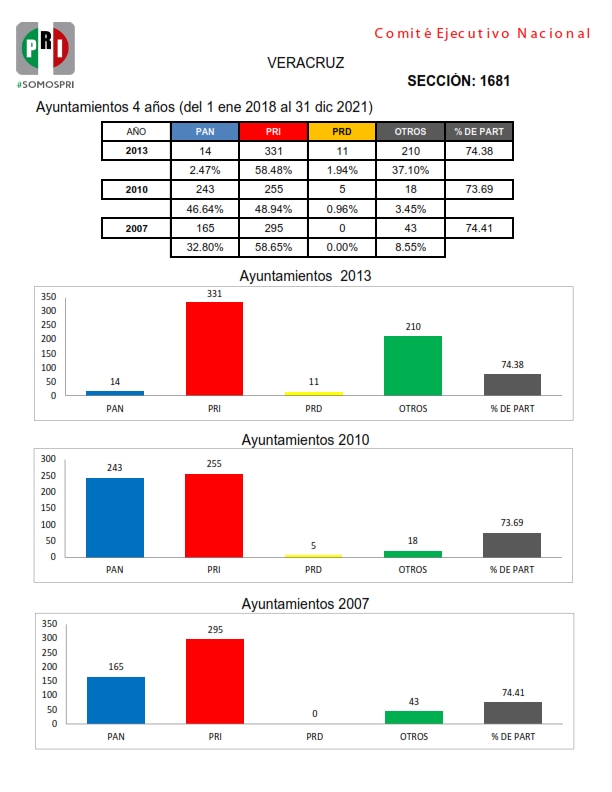 Comité Ejecutivo Nacional
PRI
#SOMOSPRI
VERACRUZ
SECCIÓN: 1681
Ayuntamientos 4 años (del 1 ene 2018 al 31 dic 2021)
AÑO PAN PRI PRD OTROS % DE PART
2013 14 331 11 210 74.38
2.47% 58.48% 1.94% 37.10%
2010 243 255 5 18 73.69
46.64% 48.94% 0.96% 3.45%
2007 165 295 0 43 74.41
32.80% 58.65% 0.00% 8.55%
Ayuntamientos 2013
350
300
250
200
150
100
50
0
14 331 11 210 74.38
PAN PRI PRD OTROS % DE PART
Ayuntamientos 2010
300
250
200
150
100
50
0
243 255 5 18 73.69
PAN PRI PRD OTROS % DE PART
Ayuntamientos 2007
350
300
250
200
150
100
50
0
165 295 0 43 74.41
PAN PRI PRD OTROS % DE PART